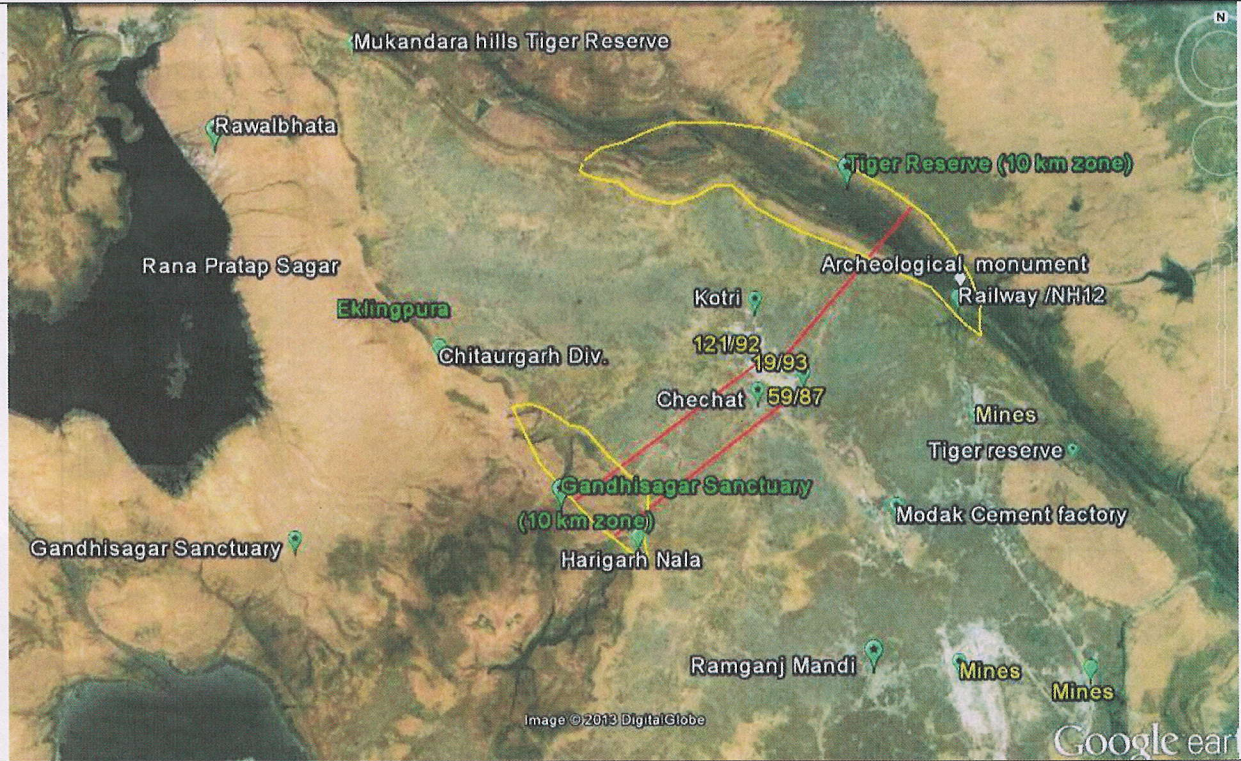 N
Mukandara hills Tiger Reserve
Rawalbhata
Tiger Reserve (10 km zone)
Rana Pratap Sagar
Archeological monument
Kotri
Railway /NH12
Eklingpura
121/92
Chitaurgarh Div.
19/93
Chechat
59/87
Mines
Tiger reserve
Gandhisagar Sanctuary
(10 km zone)
Modak Cement factory
Gandhisagar Sanctuary
Harigarh Nala
Ramganj Mandi
Mines
Mines
Image © 2013 DigitalGlobe
Google eart